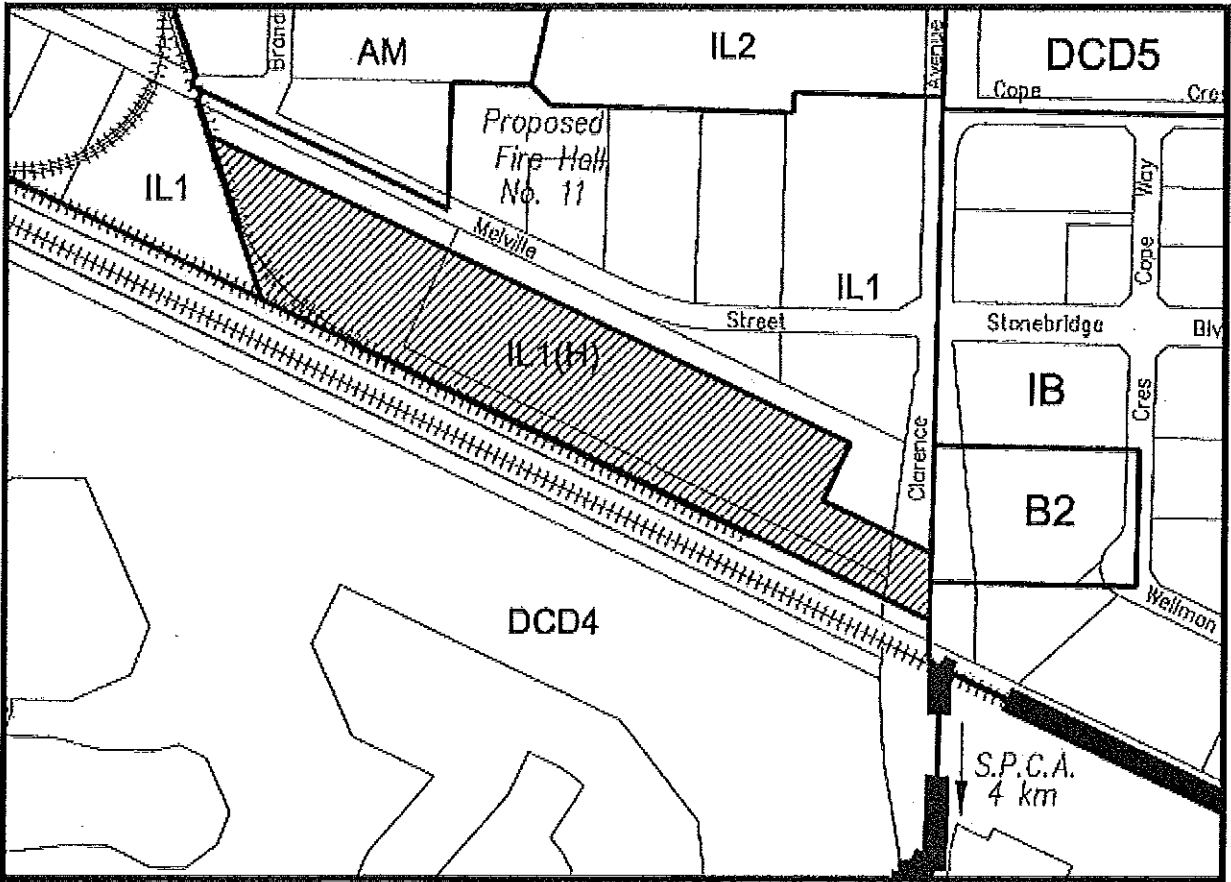 AM
IL2
DCD5
Brand
Avenue
Cope
Cres
Proposed
Fire Hall
No. 11
IL1
Way
Cope
Melville
IL1
Street
Stonebridge
Blv
IL1(H)
IB
Cres
Clarence
B2
DCD4
Wellman
S.P.C.A.
4 km